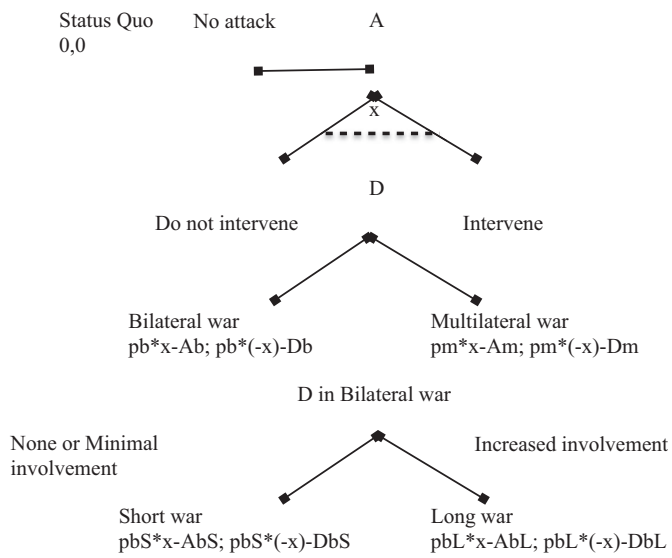 Status Quo No attack A
0,0
x
D
Do not intervene Intervene
Bilateral war Multilateral war
pb*x-Ab; pb*(-x)-Db pm*x-Am; pm*(-x)-Dm
D in Bilateral war
None or Minimal Increased involvement
involvement
Short war Long war
pbS*x-AbS; pbS*(-x)-DbS pbL*x-AbL; pbL*(-x)-DbL